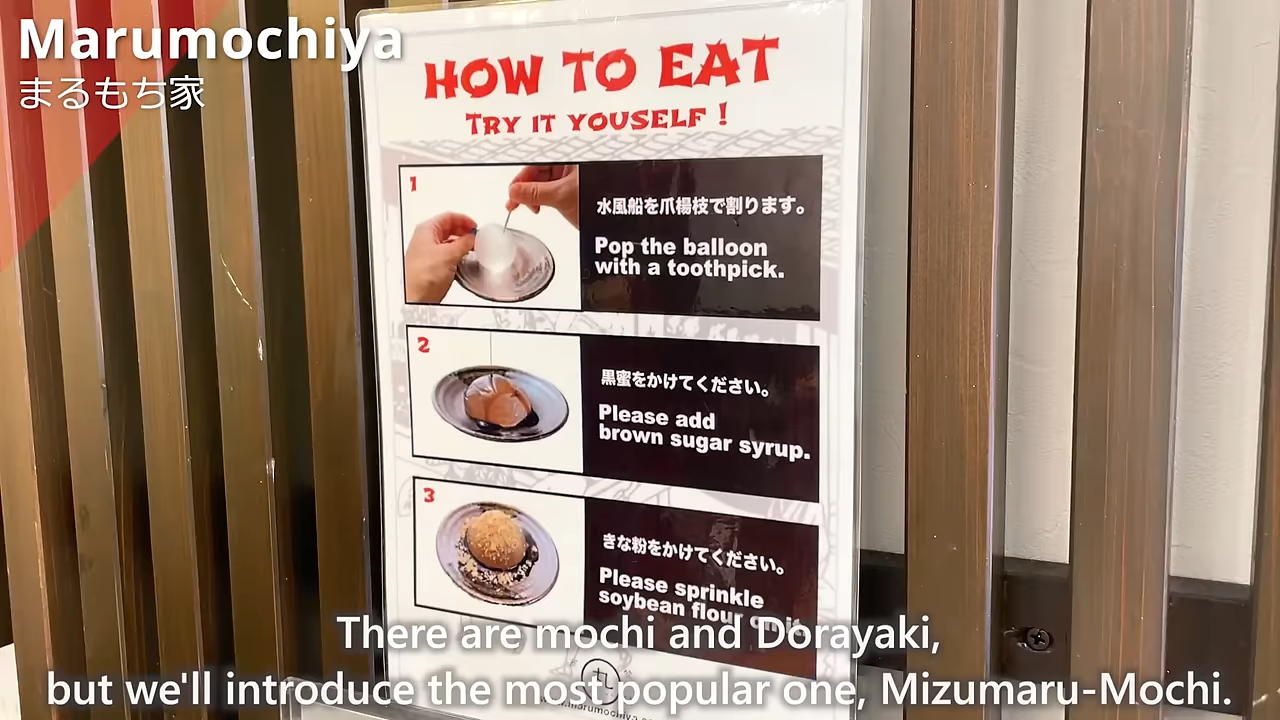 Marumochiya
まるもち家
HOW TO EAT
TRY IT YOUSELF !
1
水風船を爪楊枝で割ります。
Pop the balloon
with a toothpick.
2
黒蜜をかけてください。
Please add
brown sugar syrup.
3
きな粉をかけてください。
Please sprinkle
soybean flour on it.
There are mochi and Dorayaki,
but we'll introduce the most popular one, Mizumaru-Mochi.